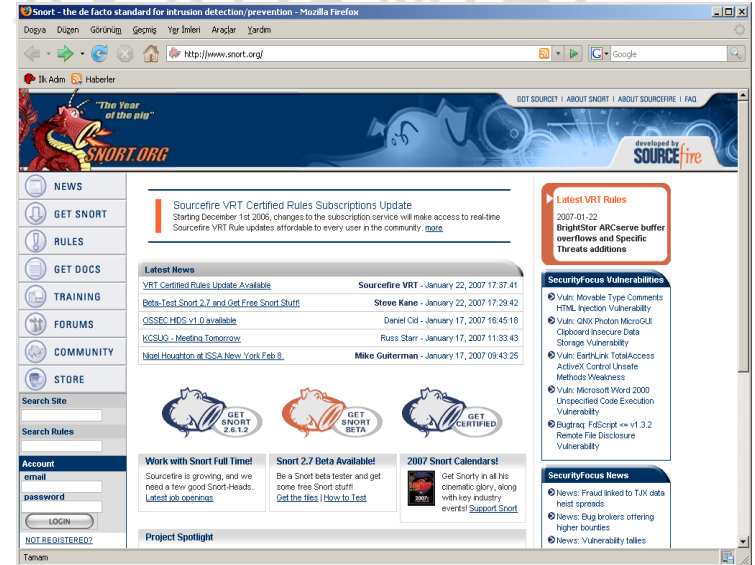 Snort - the de facto standard for intrusion detection/prevention - Mozilla Firefox
Dosya Düzen Görünüm Geçmiş Yer İmleri Araçlar Yardım
http://www.snort.org/
Google
İlk Adım Haberler
GOT SOURCE? | ABOUT SNORT | ABOUT SOURCEFIRE | FAQ
"The Year
of the pig"
SNORT.ORG
developed by
SOURCEfire
NEWS
GET SNORT
RULES
GET DOCS
TRAINING
FORUMS
COMMUNITY
STORE
Search Site
Search Rules
Account
email
password
LOGIN
NOT REGISTERED?
Sourcefire VRT Certified Rules Subscriptions Update
Starting December 1st 2006, changes to the subscription service will make access to real-time
Sourcefire VRT Rule updates affordable to every user in the community. more
Latest News
VRT Certified Rules Update Available Sourcefire VRT - January 22, 2007 17:37:41
Beta-Test Snort 2.7 and Get Free Snort Stuff! Steve Kane - January 22, 2007 17:29:42
OSSEC HIDS v1.0 available Daniel Cid - January 17, 2007 16:45:18
KCSUG - Meeting Tomorrow Russ Starr - January 17, 2007 11:33:43
Nigel Houghton at ISSA New York Feb 8. Mike Guiterman - January 17, 2007 09:43:25
GET
SNORT
2.6.1.2
GET
SNORT
BETA
GET
CERTIFIED
Work with Snort Full Time!
Sourcefire is growing, and we
need a few good Snort-Heads.
Latest job openings
Snort 2.7 Beta Available!
Be a Snort beta tester and get
some free Snort stuff!
Get the files | How to Test
2007 Snort Calendars!
2007:
Get Snorty in all his
cinematic glory, along
with key industry
events! Support Snort
Project Spotlight
Latest VRT Rules
2007-01-22
BrightStor ARCserve buffer
overflows and Specific
Threats additions
SecurityFocus Vulnerabilities
Vuln: Movable Type Comments
HTML Injection Vulnerability
Vuln: QNX Photon MicroGUI
Clipboard Insecure Data
Storage Vulnerability
Vuln: EarthLink TotalAccess
ActiveX Control Unsafe
Methods Weakness
Vuln: Microsoft Word 2000
Unspecified Code Execution
Vulnerability
Bugtraq: FdScript <= v1.3.2
Remote File Disclosure
Vulnerability
SecurityFocus News
News: Fraud linked to TJX data
heist spreads
News: Bug brokers offering
higher bounties
News: Vulnerability tallies
Tamam